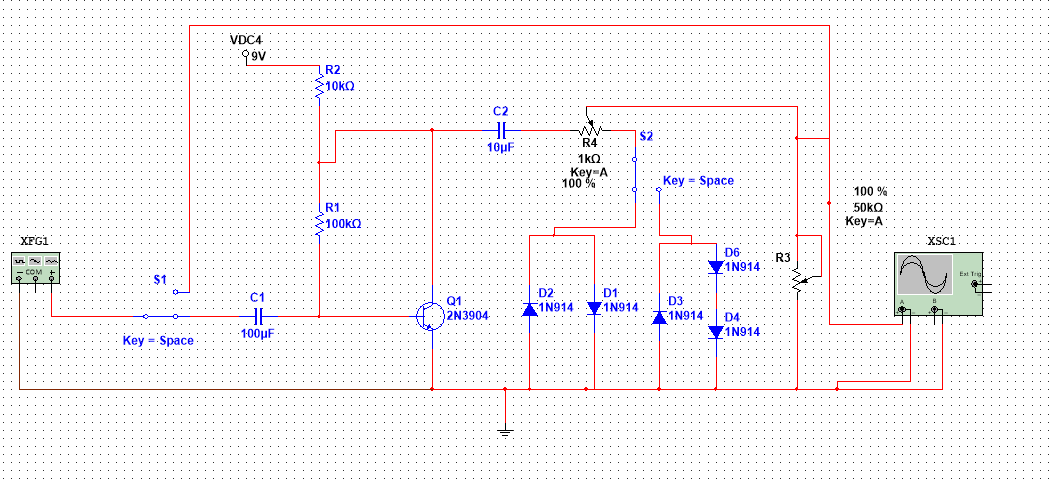 VDC4
9V
R2
10kΩ
C2
10µF
R4
1kΩ
Key=A
100 %
S2
Key = Space
100 %
50kΩ
Key=A
R1
100kΩ
XFG1
COM
S1
Key = Space
C1
100µF
Q1
2N3904
D2
1N914
D1
1N914
D3
1N914
D6
1N914
D4
1N914
R3
XSC1
Ext Trig
A
B